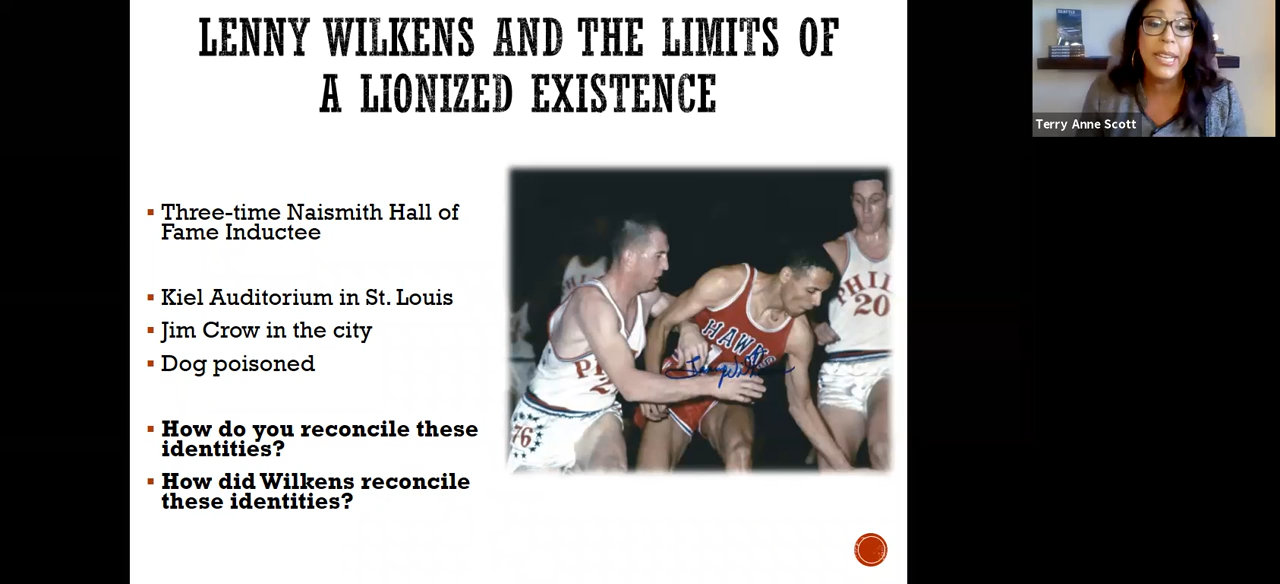 LENNY WILKENS AND THE LIMITS OF
A LIONIZED EXISTENCE
Terry Anne Scott
Three-time Naismith Hall of
Fame Inductee
Kiel Auditorium in St. Louis
Jim Crow in the city
Dog poisoned
How do you reconcile these
identities?
How did Wilkens reconcile
these identities?
PHIL
20
HAW
76